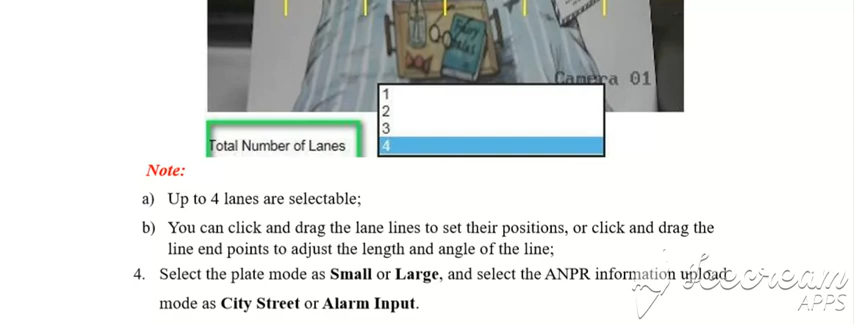 Camera 01
1
2
3
Total Number of Lanes 4
Note:
a) Up to 4 lanes are selectable;
b) You can click and drag the lane lines to set their positions, or click and drag the
line end points to adjust the length and angle of the line;
4. Select the plate mode as Small or Large, and select the ANPR information upload
mode as City Street or Alarm Input.
Icecream
APPS